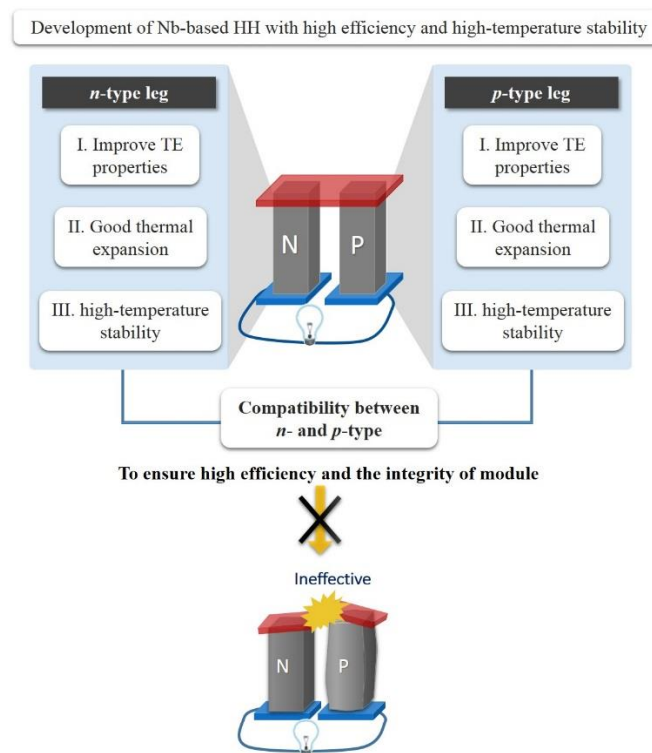 Development of Nb-based HH with high efficiency and high-temperature stability
n-type leg
I. Improve TE
properties
II. Good thermal
expansion
III. high-temperature
stability
N
P
p-type leg
I. Improve TE
properties
II. Good thermal
expansion
III. high-temperature
stability
Compatibility between
n- and p-type
To ensure high efficiency and the integrity of module
Ineffective
N
P